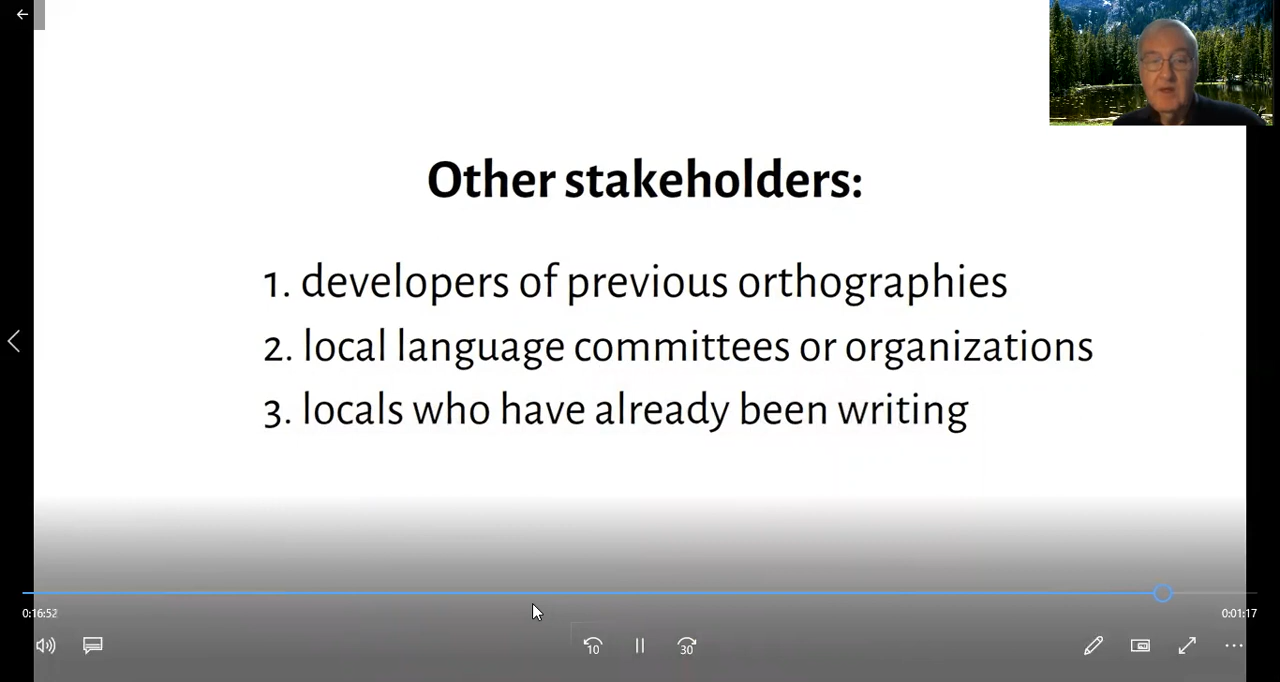 Other stakeholders:
1. developers of previous orthographies
2. local language committees or organizations
3. locals who have already been writing
0:16:52
0:01:17
10
30